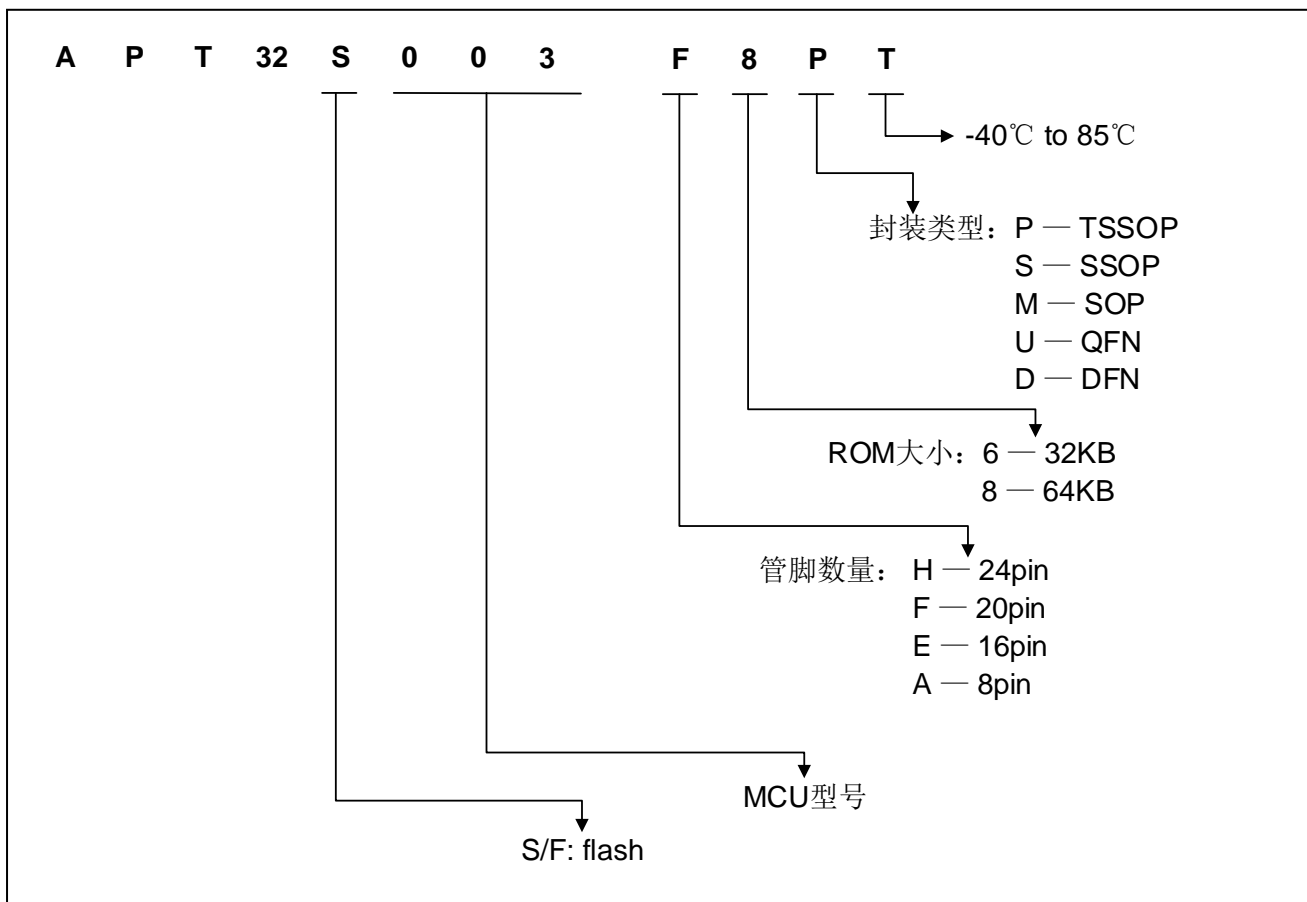 A P T 32 S 0 0 3 F 8 P T
-40℃ to 85℃
封装类型：P — TSSOP
S — SSOP
M — SOP
U — QFN
D — DFN
ROM大小：6 — 32KB
8 — 64KB
管脚数量：H — 24pin
F — 20pin
E — 16pin
A — 8pin
MCU型号
S/F: flash